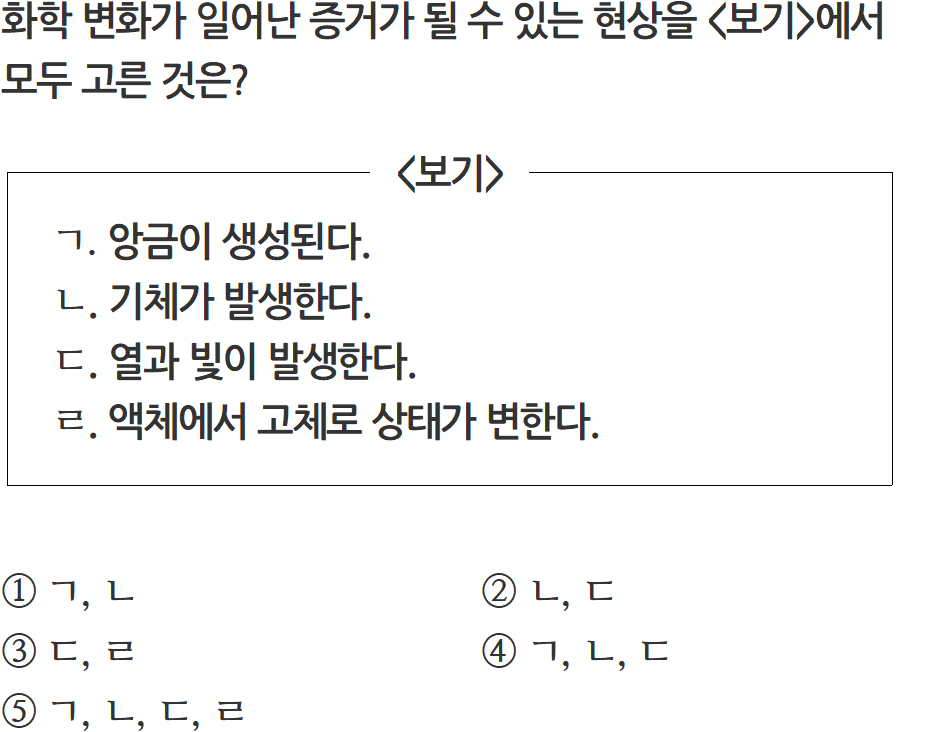 화학 변화가 일어난 증거가 될 수 있는 현상을 <보기>에서
모두 고른 것은?
<보기>
ㄱ. 앙금이 생성된다.
ㄴ. 기체가 발생한다.
ㄷ. 열과 빛이 발생한다.
ㄹ. 액체에서 고체로 상태가 변한다.
① ㄱ, ㄴ ② ㄴ, ㄷ
③ ㄷ, ㄹ ④ ㄱ, ㄴ, ㄷ
⑤ ㄱ, ㄴ, ㄷ, ㄹ